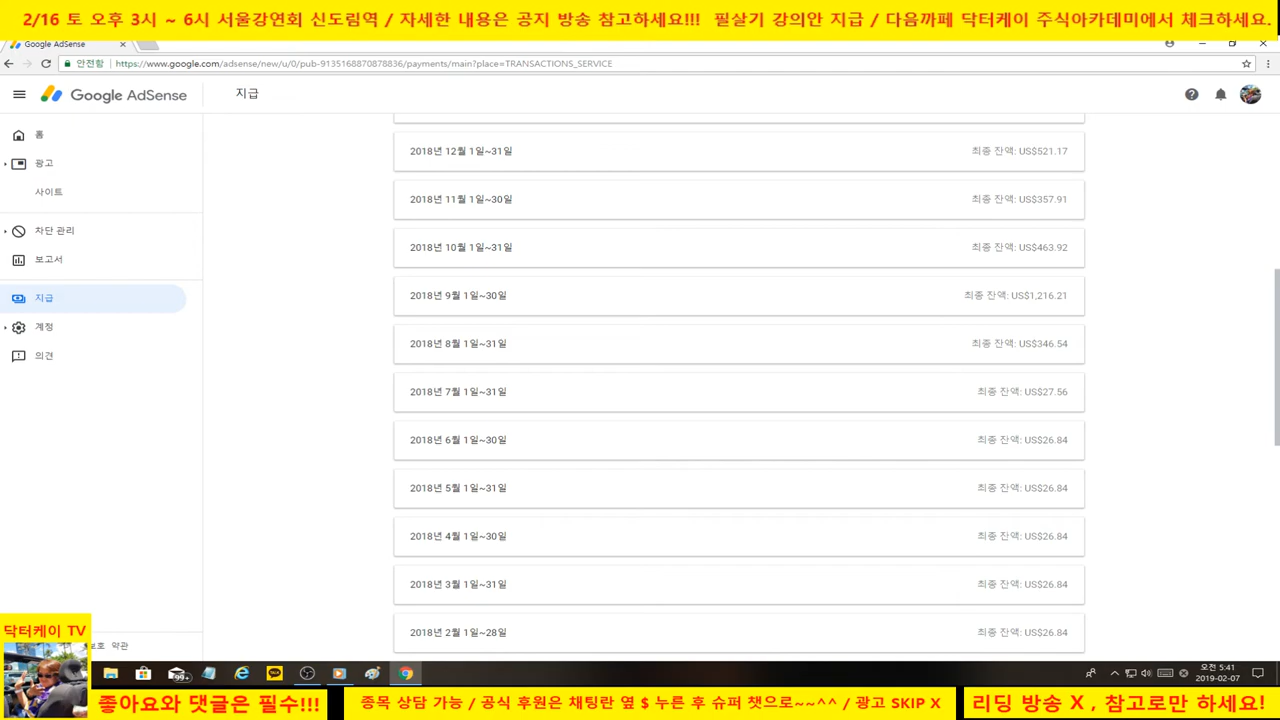 2/16 토 오후 3시 ~ 6시 서울강연회 신도림역 / 자세한 내용은 공지 방송 참고하세요!!! 필살기 강의안 지급 / 다음까페 닥터케이 주식아카데미에서 체크하세요.
Google AdSense
안전함 https://www.google.com/adsense/new/u/0/pub-9135168870878836/payments/main?place=TRANSACTIONS_SERVICE
Google AdSense 지급
홈
광고
사이트
차단 관리
보고서
지급
계정
의견
2018년 12월 1일~31일 최종 잔액: US$521.17
2018년 11월 1일~30일 최종 잔액: US$357.91
2018년 10월 1일~31일 최종 잔액: US$463.92
2018년 9월 1일~30일 최종 잔액: US$1,216.21
2018년 8월 1일~31일 최종 잔액: US$346.54
2018년 7월 1일~31일 최종 잔액: US$27.56
2018년 6월 1일~30일 최종 잔액: US$26.84
2018년 5월 1일~31일 최종 잔액: US$26.84
2018년 4월 1일~30일 최종 잔액: US$26.84
2018년 3월 1일~31일 최종 잔액: US$26.84
2018년 2월 1일~28일 최종 잔액: US$26.84
닥터케이 TV
보호 약관
99+
TALK
오전 5:41
2019-02-07
좋아요와 댓글은 필수!!!
종목 상담 가능 / 공식 후원은 채팅란 옆 $ 누른 후 슈퍼 챗으로~~^^ / 광고 SKIP X
리딩 방송 X , 참고로만 하세요!